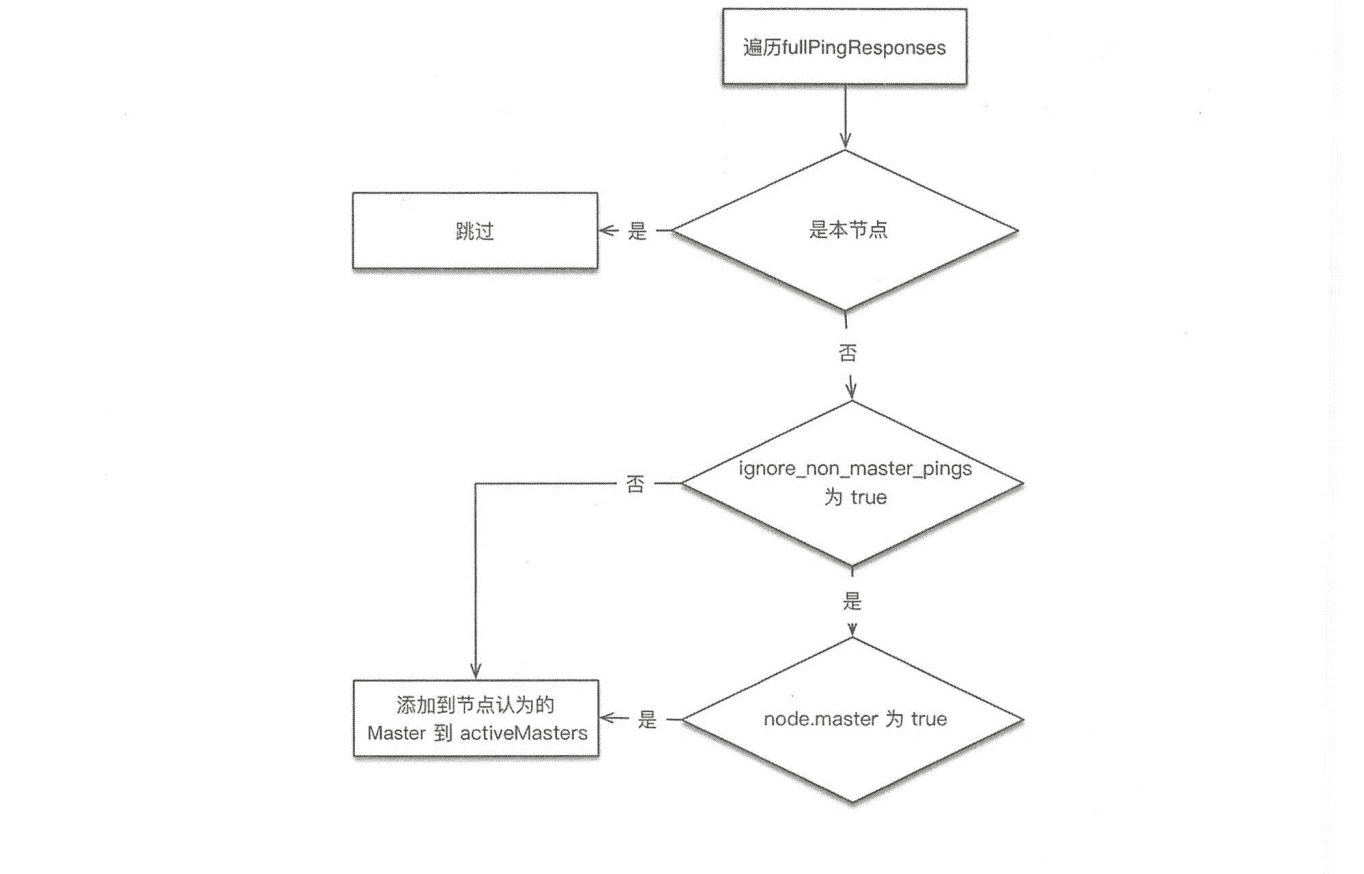 遍历fullPingResponses
跳过
是
是本节点
否
ignore_non_master_pings
为 true
否
是
添加到节点认为的
Master 到 activeMasters
是
node.master 为 true